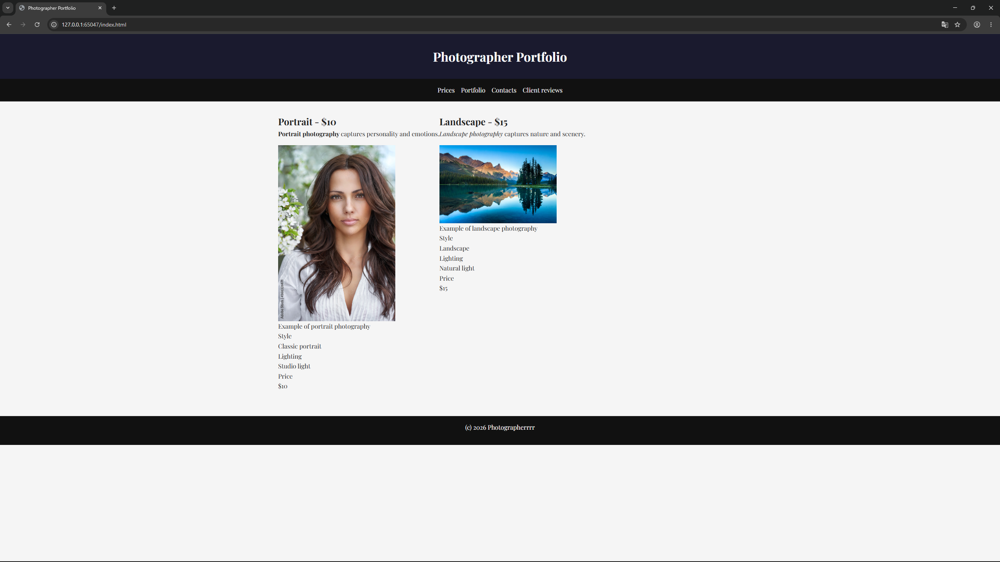 Photographer Portfolio
127.0.0.1:65047/index.html
Photographer Portfolio
Prices Portfolio Contacts Client reviews
Portrait - $10
Portrait photography captures personality and emotions.
Adobe Stock | #36832687
Example of portrait photography
Style
Classic portrait
Lighting
Studio light
Price
$10
Landscape - $15
Landscape photography captures nature and scenery.
Example of landscape photography
Style
Landscape
Lighting
Natural light
Price
$15
(c) 2026 Photographerrrr